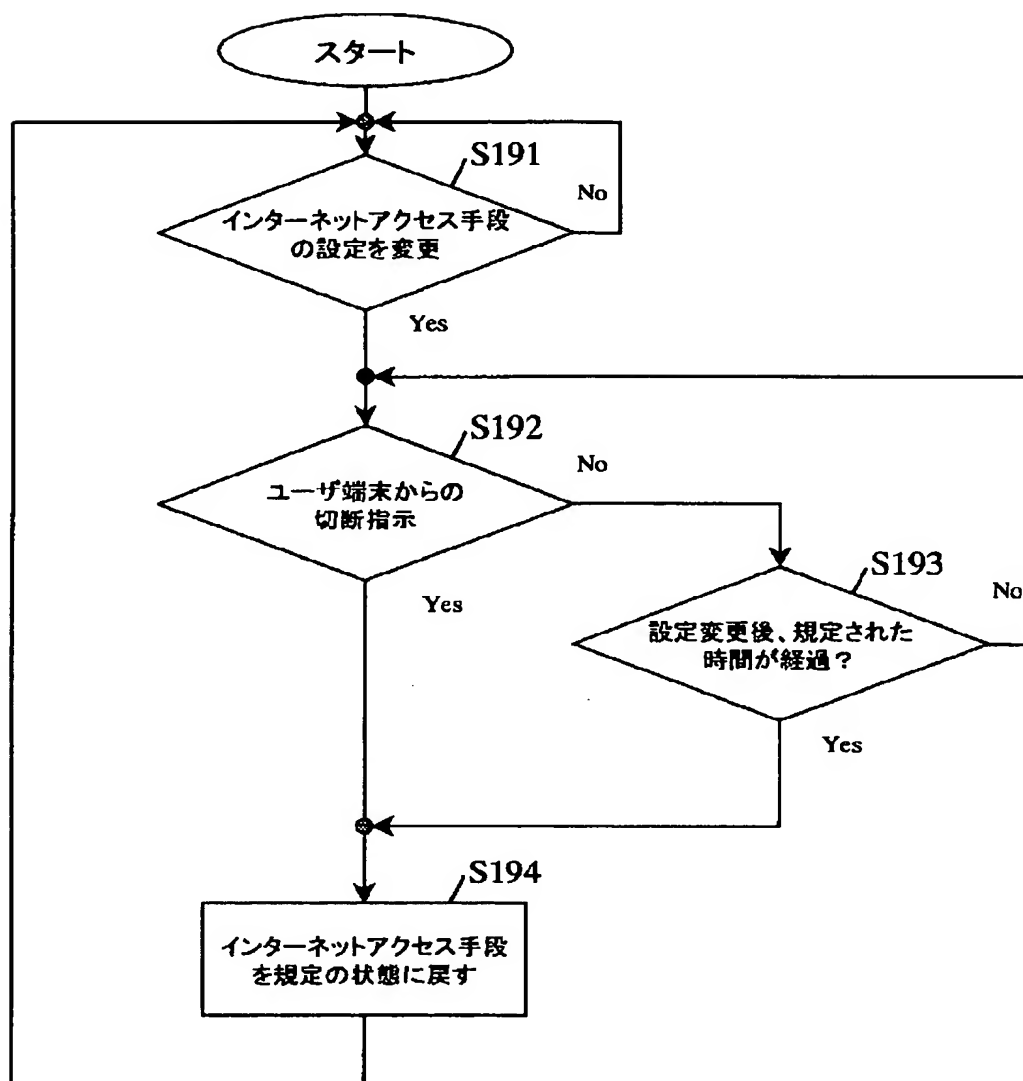 スタート
S191
No
インターネットアクセス手段
の設定を変更
Yes
S192
No
ユーザ端末からの
切断指示
Yes
S193
No
設定変更後、規定された
時間が経過?
Yes
S194
インターネットアクセス手段
を規定の状態に戻す